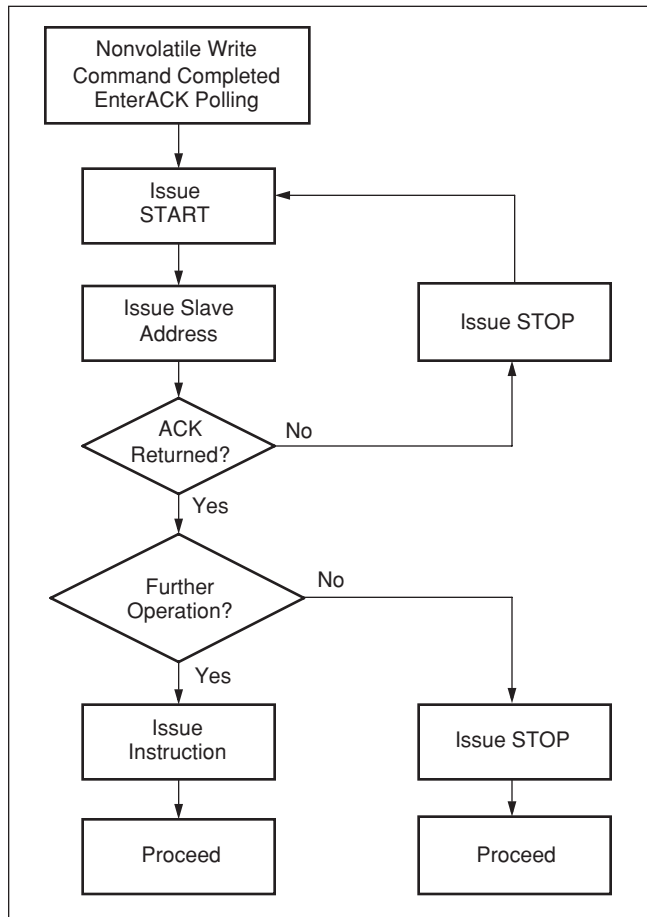 Nonvolatile Write
Command Completed
EnterACK Polling
Issue
START
Issue Slave
Address
Issue STOP
ACK
Returned?
No
Yes
Further
Operation?
No
Yes
Issue
Instruction
Issue STOP
Proceed
Proceed